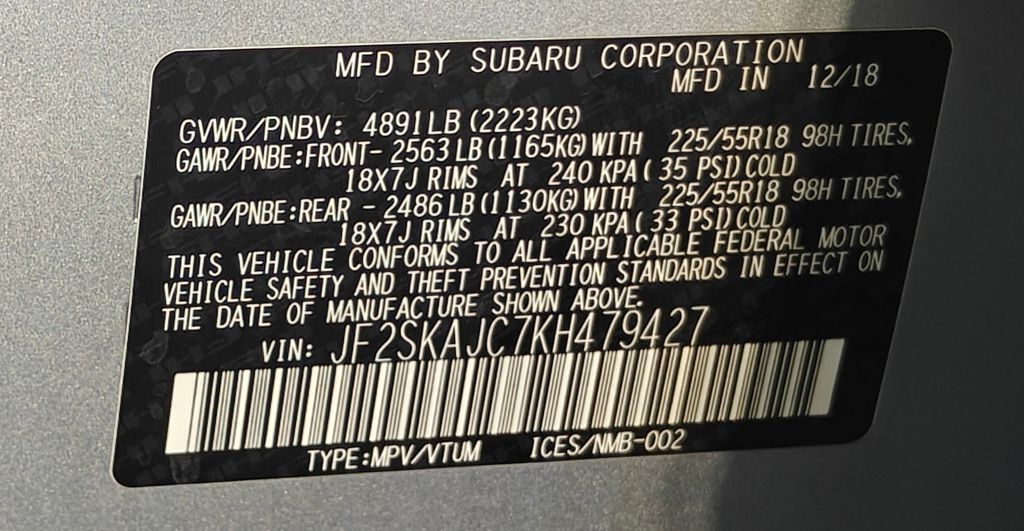 MFD BY SUBARU CORPORATION
MFD IN 12/18
GVWR/PNBV: 4891LB (2223KG)
GAWR/PNBE:FRONT- 2563 LB (1165KG) WITH 225/55R18 98H TIRES,
18X7J RIMS AT 240 KPA ( 35 PSI) COLD
GAWR/PNBE:REAR - 2486 LB (1130KG) WITH 225/55R18 98H TIRES,
18X7J RIMS AT 230 KPA ( 33 PSI) COLD
THIS VEHICLE CONFORMS TO ALL APPLICABLE FEDERAL MOTOR
VEHICLE SAFETY AND THEFT PREVENTION STANDARDS IN EFFECT ON
THE DATE OF MANUFACTURE SHOWN ABOVE.
VIN: JF2SKAJC7KH479427
TYPE:MPV/VTUM ICES/NMB-002